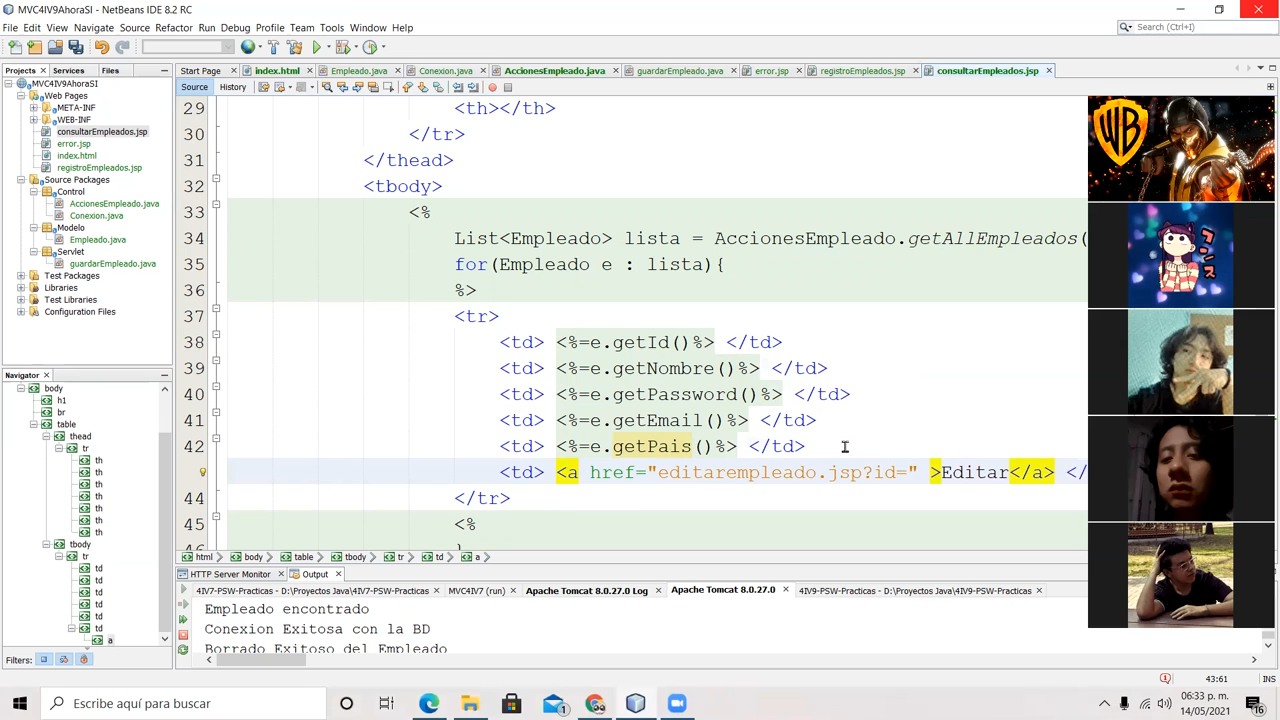 MVC4IV9AhoraSI - NetBeans IDE 8.2 RC
File Edit View Navigate Source Refactor Run Debug Profile Team Tools Window Help
Search (Ctrl+I)
Projects Services Files
Start Page index.html Empleado.java Conexion.java AccionesEmpleado.java guardarEmpleado.java error.jsp registroEmpleados.jsp consultarEmpleados.jsp
Source History
MVC4IV9AhoraSI
Web Pages
META-INF
WEB-INF
consultarEmpleados.jsp
error.jsp
index.html
registroEmpleados.jsp
Source Packages
Control
AccionesEmpleado.java
Conexion.java
Modelo
Empleado.java
Servlet
guardarEmpleado.java
Test Packages
Libraries
Test Libraries
Configuration Files
Navigator
body
h1
br
table
thead
tr
th
th
th
th
th
th
th
tbody
tr
td
td
td
td
td
td
a
Filters:
29 <th></th>
30 </tr>
31 </thead>
32 <tbody>
33 <%
34 List<Empleado> lista = AccionesEmpleado.getAllEmpleados(
35 for(Empleado e : lista){
36 %>
37 <tr>
38 <td> <%=e.getId()%> </td>
39 <td> <%=e.getNombre()%> </td>
40 <td> <%=e.getPassword()%> </td>
41 <td> <%=e.getEmail()%> </td>
42 <td> <%=e.getPais()%> </td>
<td> <a href="editarempleado.jsp?id=" >Editar</a> </
44 </tr>
45 <%
html body table tbody tr td a
HTTP Server Monitor Output
4IV7-PSW-Practicas - D:\Proyectos Java\4IV7-PSW-Practicas MVC4IV7 (run) Apache Tomcat 8.0.27.0 Log Apache Tomcat 8.0.27.0 4IV9-PSW-Practicas - D:\Proyectos Java\4IV9-PSW-Practicas
Empleado encontrado
Conexion Exitosa con la BD
Borrado Exitoso del Empleado
1 43:61 INS
WB
Escribe aquí para buscar
1
06:33 p. m.
14/05/2021
16